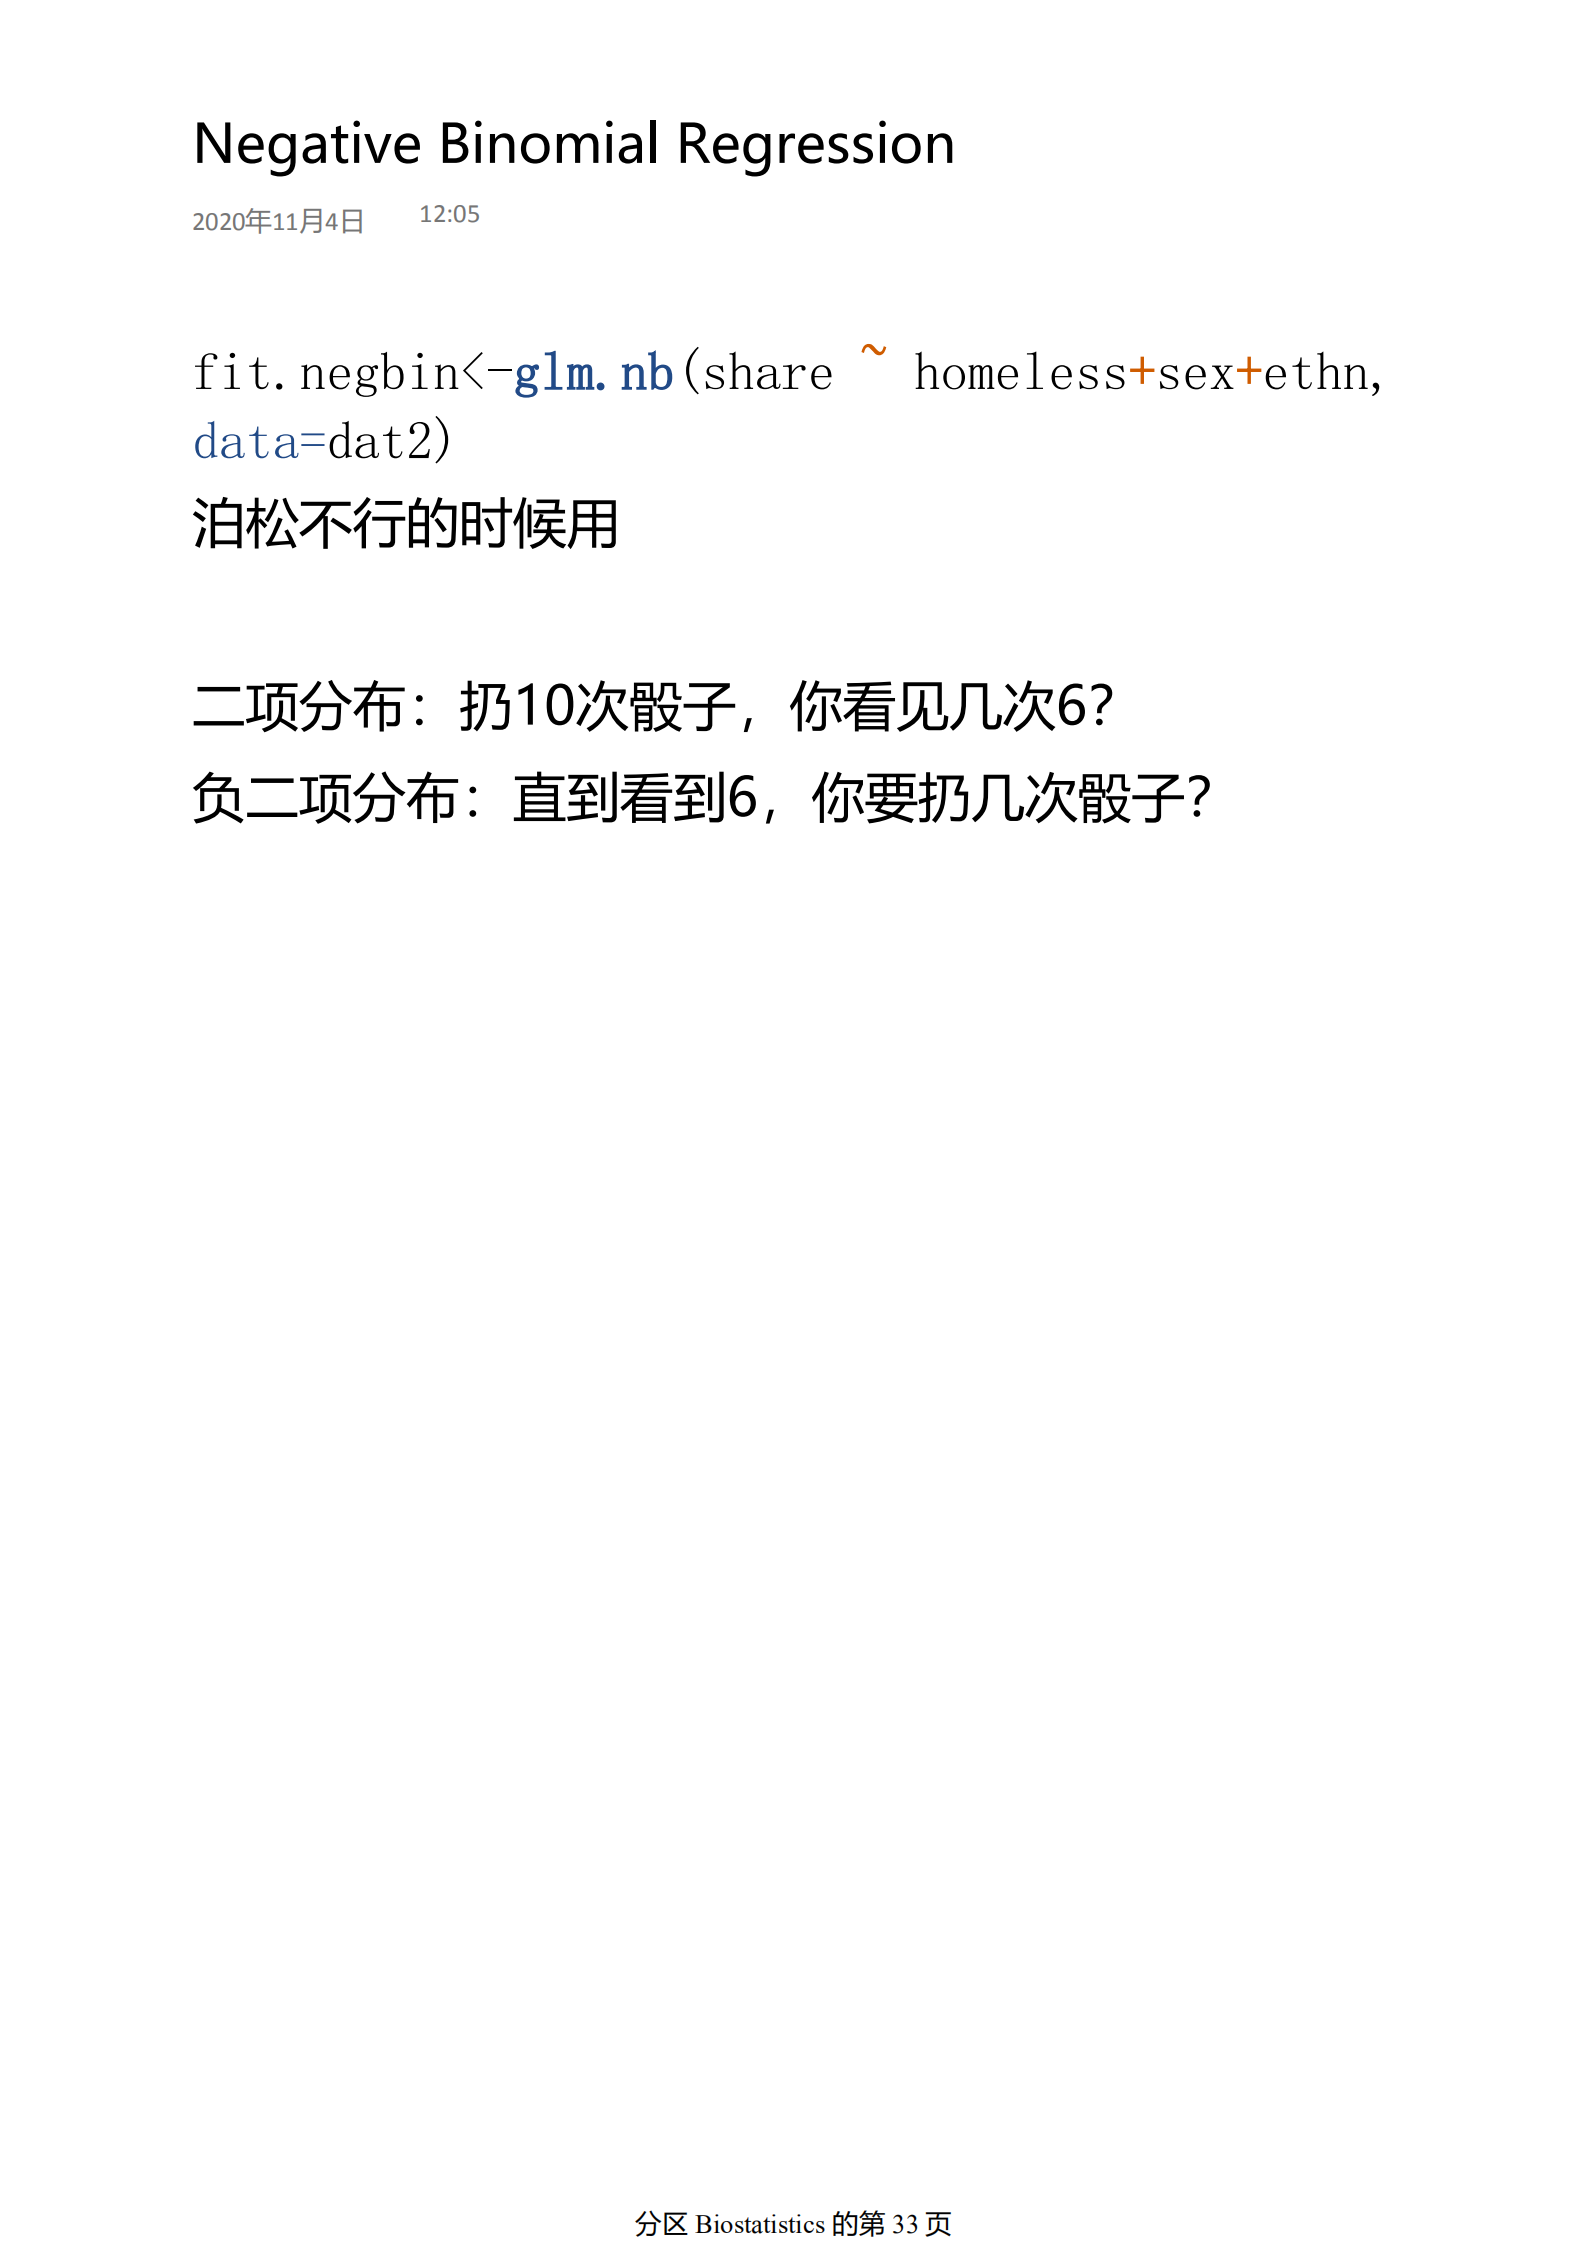 Negative Binomial Regression
2020年11月4日 12:05
fit.negbin<-glm.nb(share ~ homeless+sex+ethn,
data=dat2)
泊松不行的时候用
二项分布：扔10次骰子，你看见几次6？
负二项分布：直到看到6，你要扔几次骰子？
分区 Biostatistics 的第 33 页